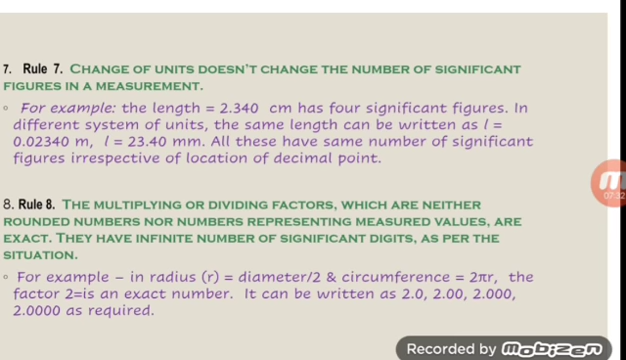 7. Rule 7. CHANGE OF UNITS DOESN'T CHANGE THE NUMBER OF SIGNIFICANT
FIGURES IN A MEASUREMENT.
◦ For example: the length = 2.340 cm has four significant figures. In
different system of units, the same length can be written as l =
0.02340 m, l = 23.40 mm. All these have same number of significant
figures irrespective of location of decimal point.
8. Rule 8. THE MULTIPLYING OR DIVIDING FACTORS, WHICH ARE NEITHER
ROUNDED NUMBERS NOR NUMBERS REPRESENTING MEASURED VALUES, ARE
EXACT. THEY HAVE INFINITE NUMBER OF SIGNIFICANT DIGITS, AS PER THE
SITUATION.
◦ For example – in radius (r) = diameter/2 & circumference = 2πr, the
factor 2=is an exact number. It can be written as 2.0, 2.00, 2.000,
2.0000 as required.
m
Recorded by mobizen